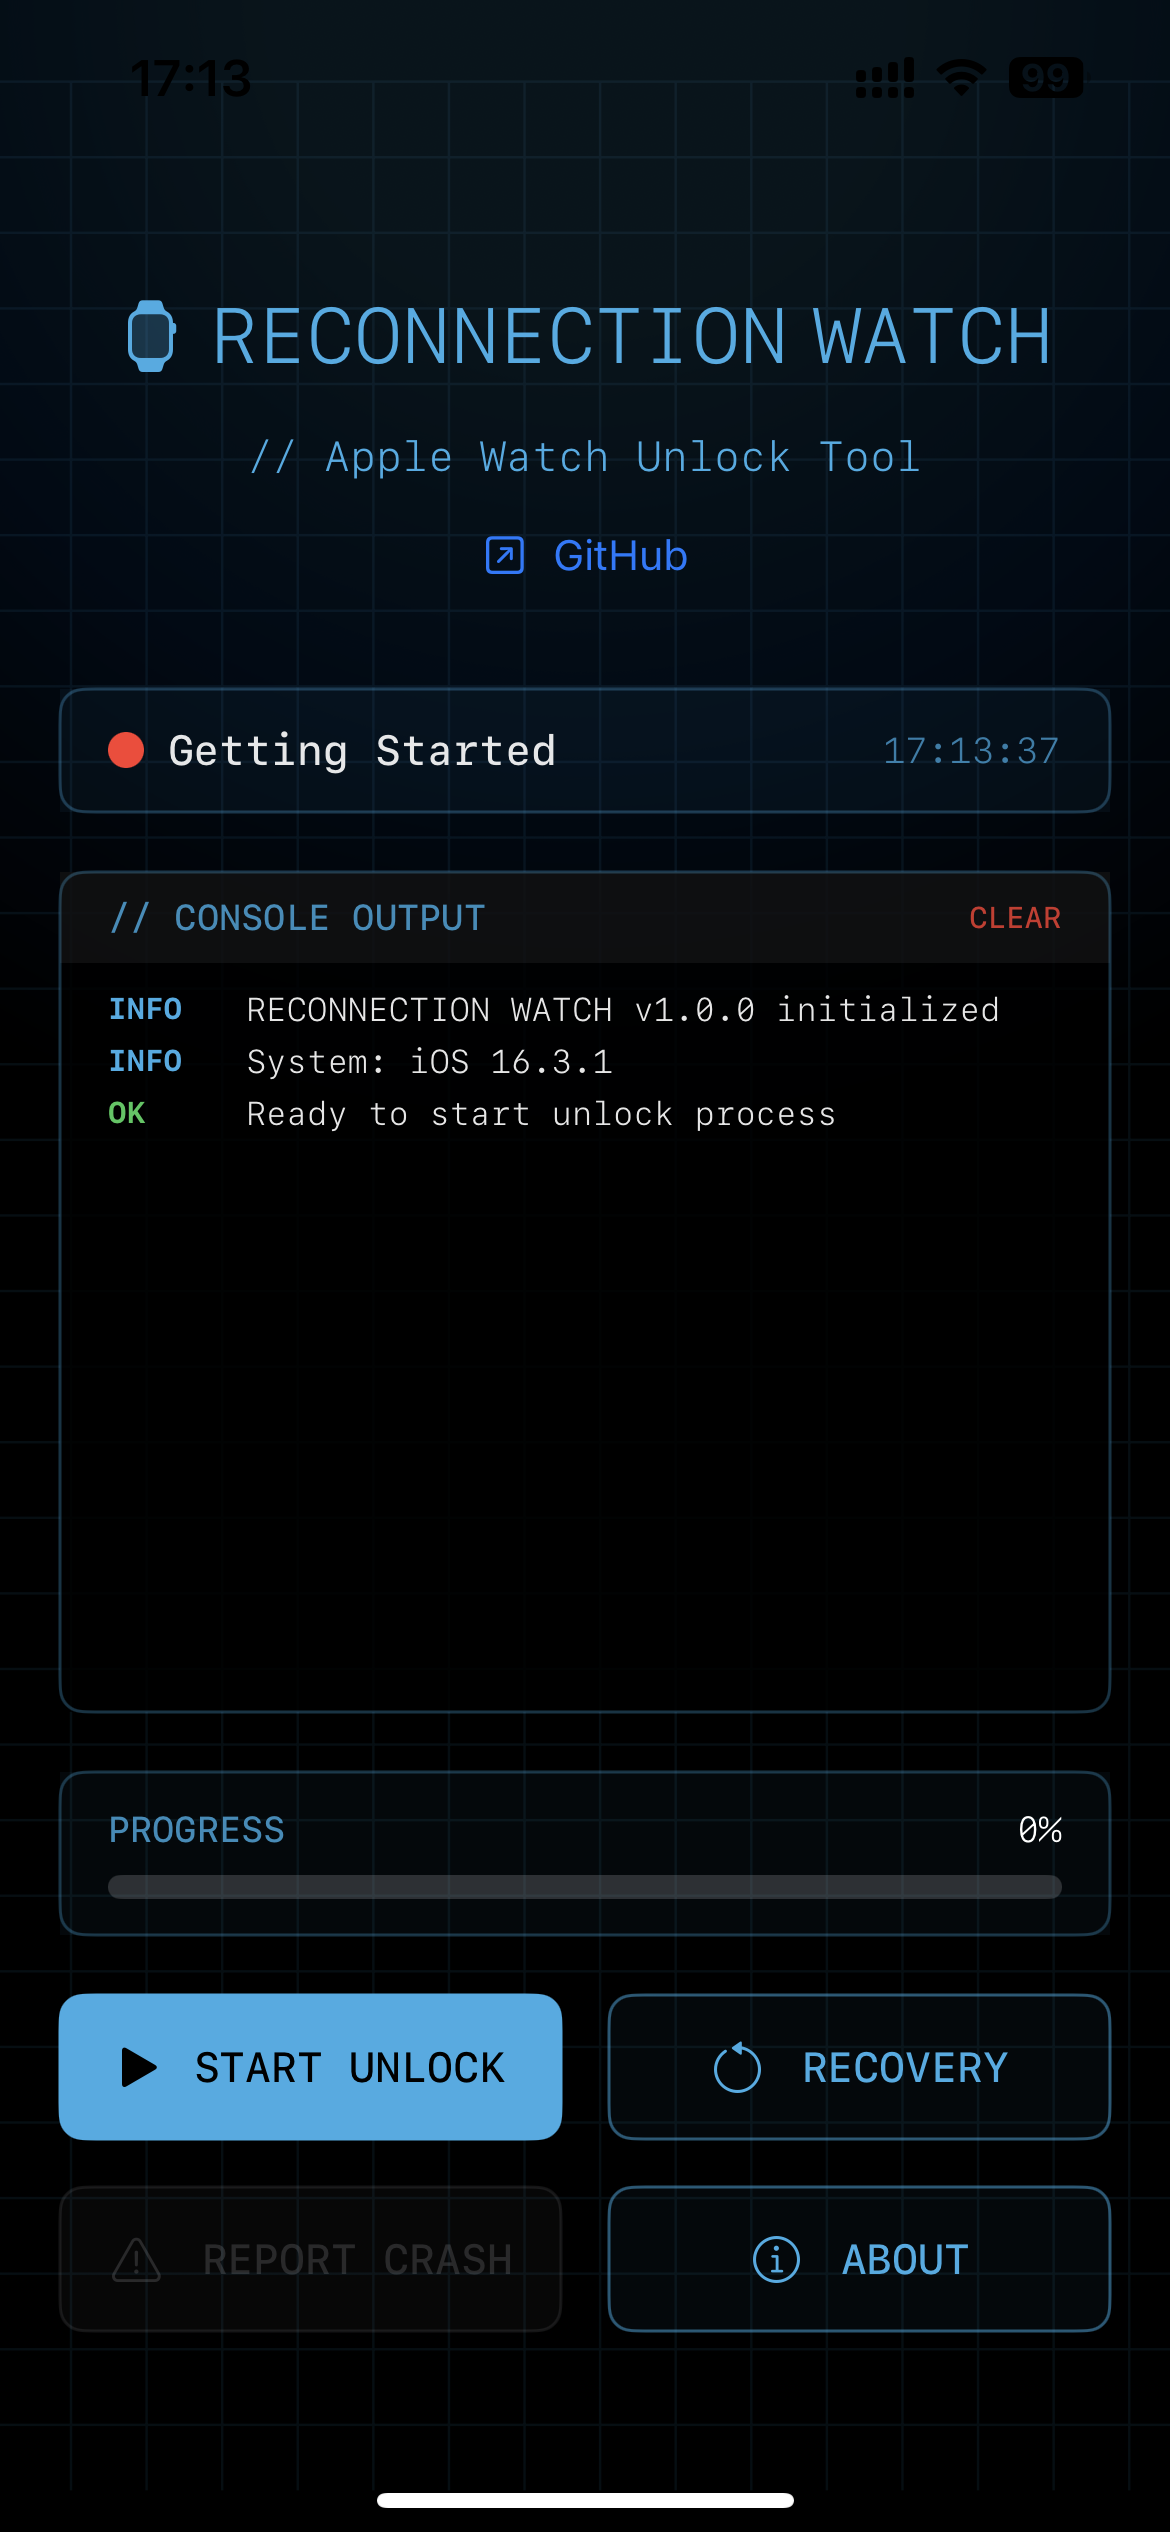 17:13
99
RECONNECTION WATCH
// Apple Watch Unlock Tool
GitHub
Getting Started 17:13:37
// CONSOLE OUTPUT CLEAR
INFO RECONNECTION WATCH v1.0.0 initialized
INFO System: iOS 16.3.1
OK Ready to start unlock process
PROGRESS 0%
START UNLOCK RECOVERY
REPORT CRASH ABOUT